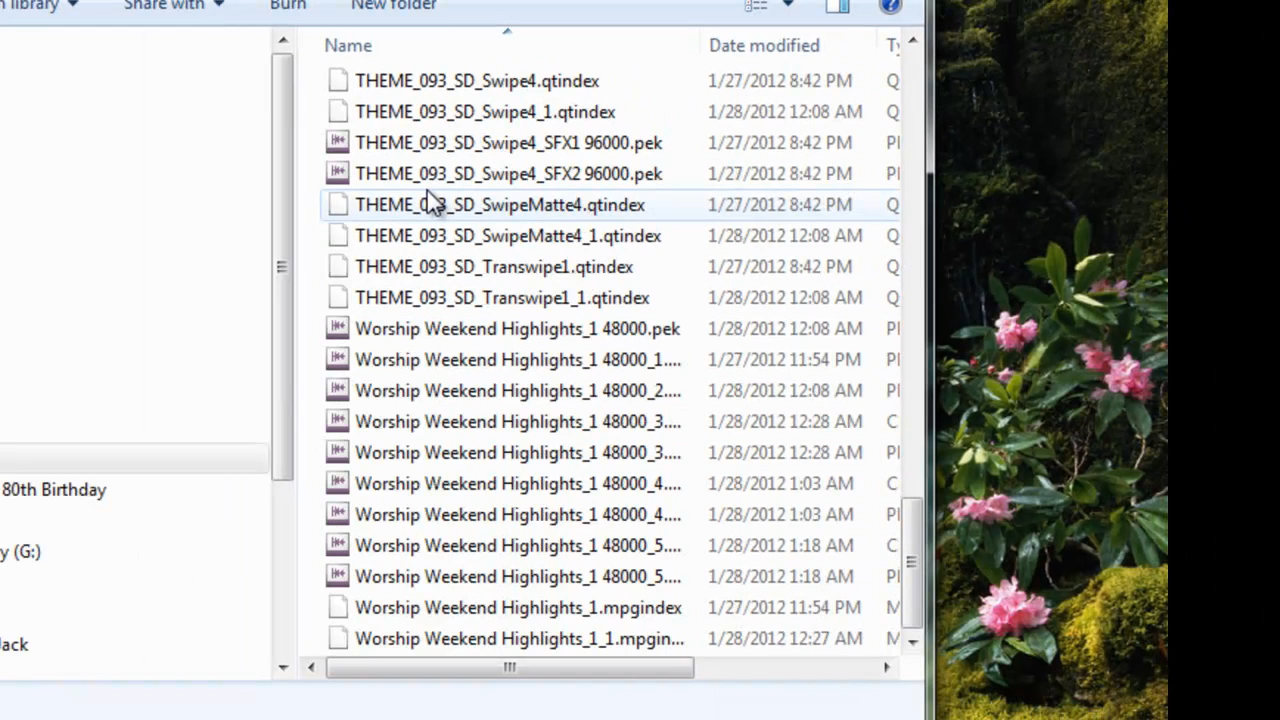 library Share with Burn New folder
Name Date modified
THEME_093_SD_Swipe4.qtindex 1/27/2012 8:42 PM Q
THEME_093_SD_Swipe4_1.qtindex 1/28/2012 12:08 AM Q
THEME_093_SD_Swipe4_SFX1 96000.pek 1/27/2012 8:42 PM
THEME_093_SD_Swipe4_SFX2 96000.pek 1/27/2012 8:42 PM
THEME_093_SD_SwipeMatte4.qtindex 1/27/2012 8:42 PM Q
THEME_093_SD_SwipeMatte4_1.qtindex 1/28/2012 12:08 AM Q
THEME_093_SD_Transwipe1.qtindex 1/27/2012 8:42 PM Q
THEME_093_SD_Transwipe1_1.qtindex 1/28/2012 12:08 AM Q
Worship Weekend Highlights_1 48000.pek 1/28/2012 12:08 AM
Worship Weekend Highlights_1 48000_1.... 1/27/2012 11:54 PM
Worship Weekend Highlights_1 48000_2.... 1/28/2012 12:08 AM
Worship Weekend Highlights_1 48000_3.... 1/28/2012 12:28 AM C
Worship Weekend Highlights_1 48000_3.... 1/28/2012 12:28 AM
Worship Weekend Highlights_1 48000_4.... 1/28/2012 1:03 AM C
80th Birthday
Worship Weekend Highlights_1 48000_4.... 1/28/2012 1:03 AM
Worship Weekend Highlights_1 48000_5.... 1/28/2012 1:18 AM C
y (G:)
Worship Weekend Highlights_1 48000_5.... 1/28/2012 1:18 AM
Worship Weekend Highlights_1.mpgindex 1/27/2012 11:54 PM M
Worship Weekend Highlights_1_1.mpgin... 1/28/2012 12:27 AM M
Jack